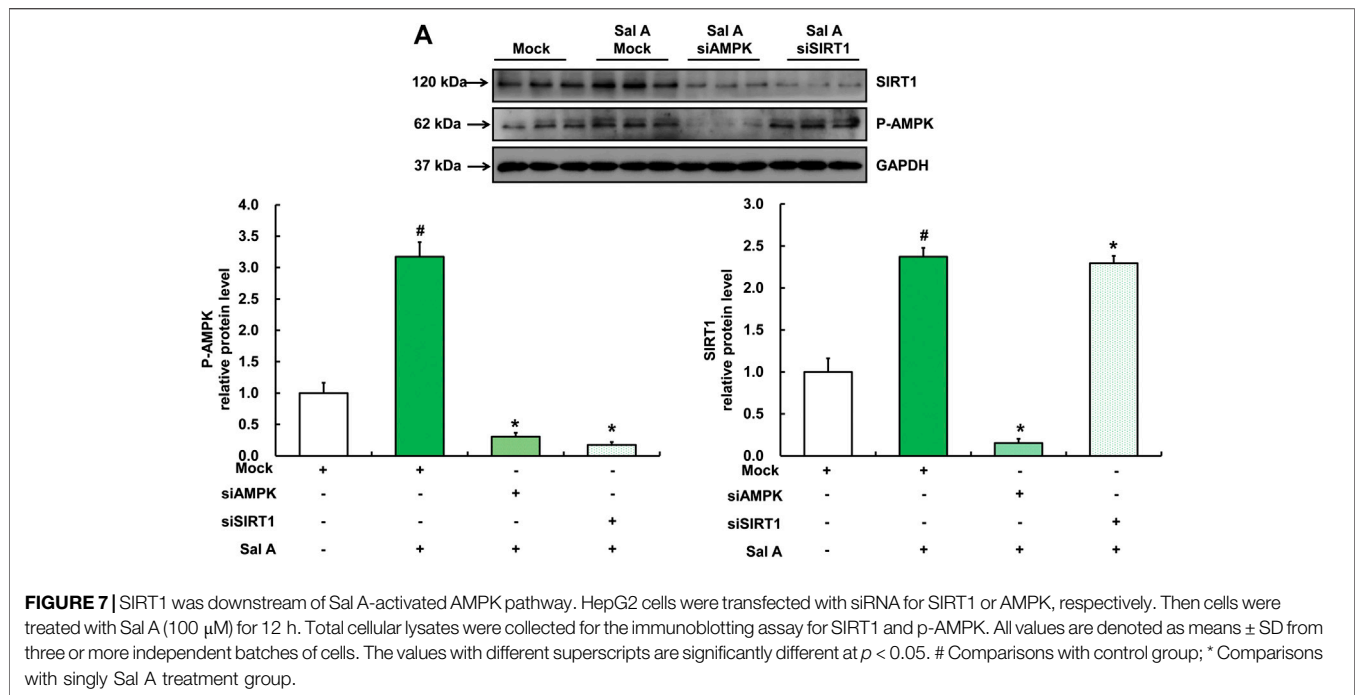 A
Mock
Sal A
Mock
Sal A
siAMPK
Sal A
siSIRT1
120 kDa
SIRT1
62 kDa
P-AMPK
37 kDa
GAPDH
P-AMPK
relative protein level
4.0
3.5
3.0
2.5
2.0
1.5
1.0
0.5
0.0
#
*
*
Mock + + - -
siAMPK - - + -
siSIRT1 - - - +
Sal A - + + +
SIRT1
relative protein level
3.0
2.5
2.0
1.5
1.0
0.5
0.0
#
*
*
Mock + + - -
siAMPK - - + -
siSIRT1 - - - +
Sal A - + + +
FIGURE 7 | SIRT1 was downstream of Sal A-activated AMPK pathway. HepG2 cells were transfected with siRNA for SIRT1 or AMPK, respectively. Then cells were
treated with Sal A (100 μM) for 12 h. Total cellular lysates were collected for the immunoblotting assay for SIRT1 and p-AMPK. All values are denoted as means ± SD from
three or more independent batches of cells. The values with different superscripts are significantly different at p < 0.05. # Comparisons with control group; * Comparisons
with singly Sal A treatment group.